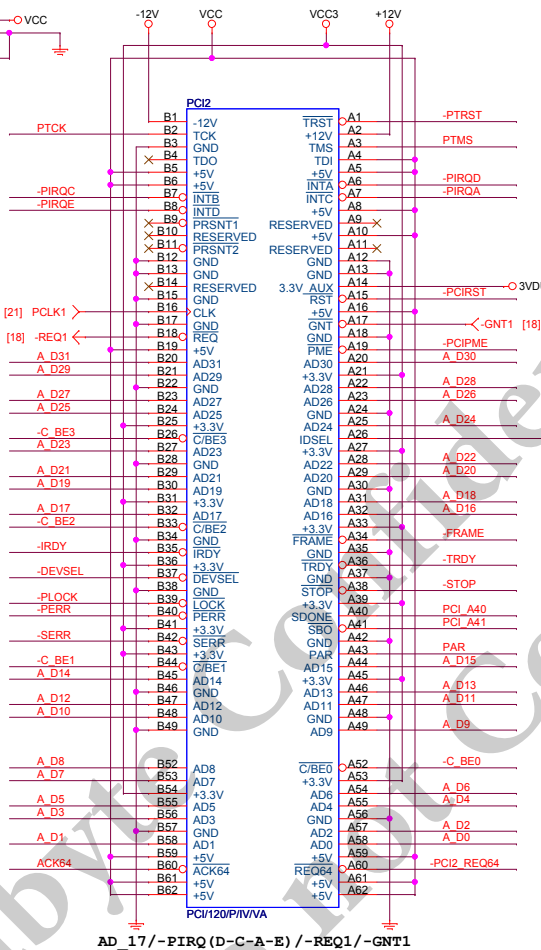 VCC
-12V VCC VCC3 +12V
PCI2
B1 -12V TRST A1 -PTRST
PTCK B2 TCK +12V A2
B3 GND TMS A3 PTMS
B4 TDO TDI A4
B5 +5V +5V A5
B6 +5V INTA A6 -PIRQD
-PIRQC B7 INTB INTC A7 -PIRQA
-PIRQE B8 INTD +5V A8
B9 PRSNT1 RESERVED A9
B10 RESERVED +5V A10
B11 PRSNT2 RESERVED A11
B12 GND GND A12
B13 GND GND A13
B14 RESERVED 3.3V_AUX A14 3VDU
B15 GND RST A15 -PCIRST
[21] PCLK1 B16 CLK +5V A16
B17 GND GNT A17 -GNT1 [18]
[18] -REQ1 B18 REQ GND A18
B19 +5V PME A19 -PCIPME
A_D31 B20 AD31 AD30 A20 A_D30
A_D29 B21 AD29 +3.3V A21
B22 GND AD28 A22 A_D28
A_D27 B23 AD27 AD26 A23 A_D26
A_D25 B24 AD25 GND A24
B25 +3.3V AD24 A25 A_D24
-C_BE3 B26 C/BE3 IDSEL A26
A_D23 B27 AD23 +3.3V A27
B28 GND AD22 A28 A_D22
A_D21 B29 AD21 AD20 A29 A_D20
A_D19 B30 AD19 GND A30
B31 +3.3V AD18 A31 A_D18
A_D17 B32 AD17 AD16 A32 A_D16
-C_BE2 B33 C/BE2 +3.3V A33
B34 GND FRAME A34 -FRAME
-IRDY B35 IRDY GND A35
B36 +3.3V TRDY A36 -TRDY
-DEVSEL B37 DEVSEL GND A37
B38 GND STOP A38 -STOP
-PLOCK B39 LOCK +3.3V A39
-PERR B40 PERR SDONE A40 PCI_A40
B41 +3.3V SBO A41 PCI_A41
-SERR B42 SERR GND A42
B43 +3.3V PAR A43 PAR
-C_BE1 B44 C/BE1 AD15 A44 A_D15
A_D14 B45 AD14 +3.3V A45
B46 GND AD13 A46 A_D13
A_D12 B47 AD12 AD11 A47 A_D11
A_D10 B48 AD10 GND A48
B49 GND AD9 A49 A_D9
A_D8 B52 AD8 C/BE0 A52 -C_BE0
A_D7 B53 AD7 +3.3V A53
B54 +3.3V AD6 A54 A_D6
A_D5 B55 AD5 AD4 A55 A_D4
A_D3 B56 AD3 GND A56
B57 GND AD2 A57 A_D2
A_D1 B58 AD1 AD0 A58 A_D0
B59 +5V +5V A59
ACK64 B60 ACK64 REQ64 A60 -PCI2_REQ64
B61 +5V +5V A61
B62 +5V +5V A62
PCI/120/P/IV/VA
AD_17/-PIRQ(D-C-A-E)/-REQ1/-GNT1